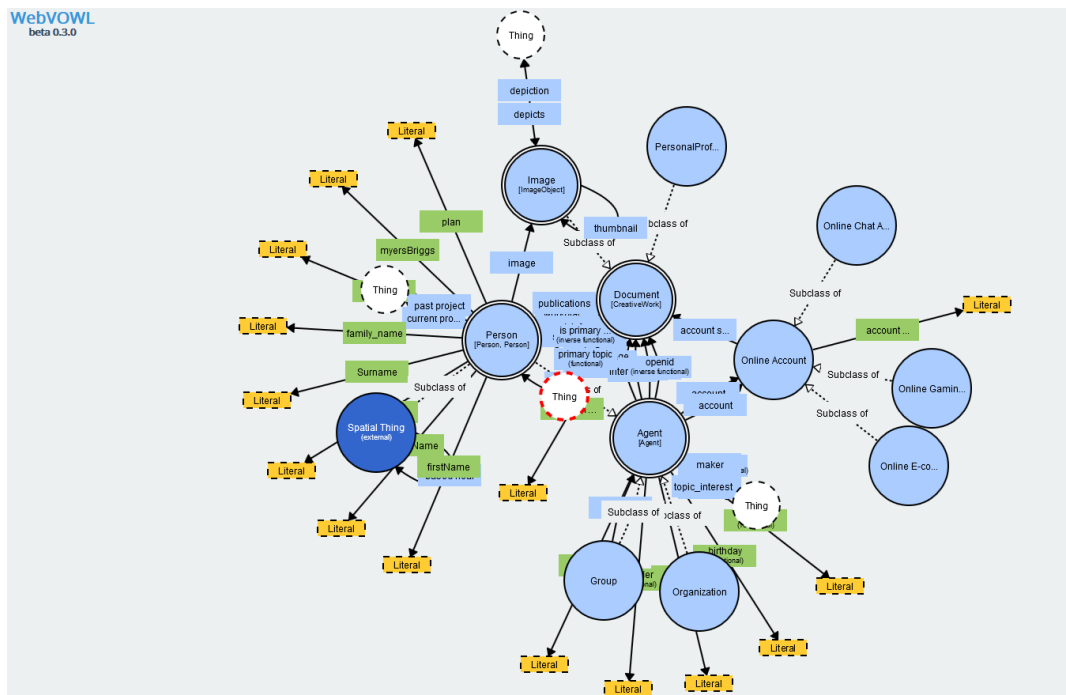 WebVOWL
beta 0.3.0
Thing
depiction
depicts
Literal
PersonalProf...
Image
[ImageObject]
Literal
plan
thumbnail
Subclass of
Online Chat A...
myersBriggs
Literal
image
Thing
Subclass of
past project
current pro...
publications
Document
[CreativeWork]
Literal
Literal
family_name
Person
[Person, Person]
is primary ...
(inverse functional)
account s...
account ...
primary topic
(functional)
openid
(inverse functional)
Online Account
Surname
Subclass of
Subclass of
Online Gamin...
Literal
Thing
account
account
Subclass of
Spatial Thing
(external)
Agent
[Agent]
firstName
Literal
maker
topic_interest
Online E-co...
Literal
Thing
Subclass of
Literal
Literal
birthday
Group
Organization
Literal
Literal
Literal
Literal
Literal